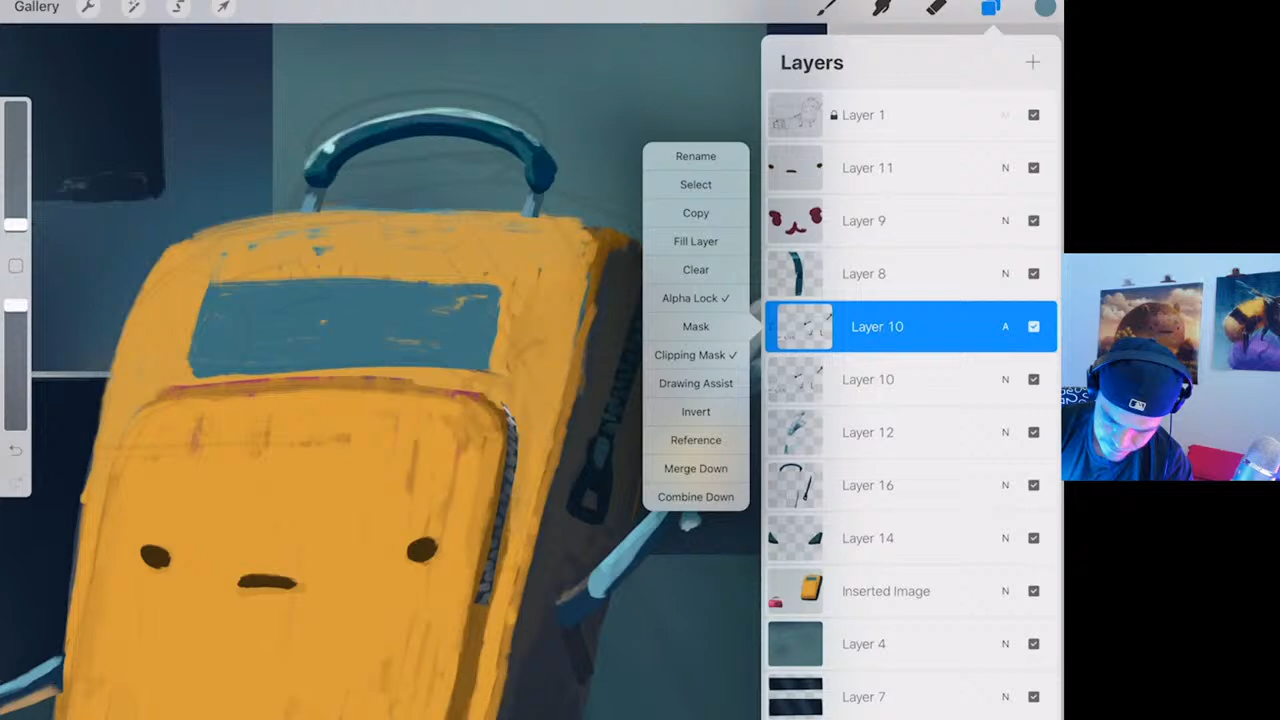 Gallery
Layers
Layer 1
M
Layer 11
N
Layer 9
N
Layer 8
N
Layer 10
A
Layer 10
N
Layer 12
N
Layer 16
N
Layer 14
N
Inserted Image
N
Layer 4
N
Layer 7
N
Rename
Select
Copy
Fill Layer
Clear
Alpha Lock ✓
Mask
Clipping Mask ✓
Drawing Assist
Invert
Reference
Merge Down
Combine Down